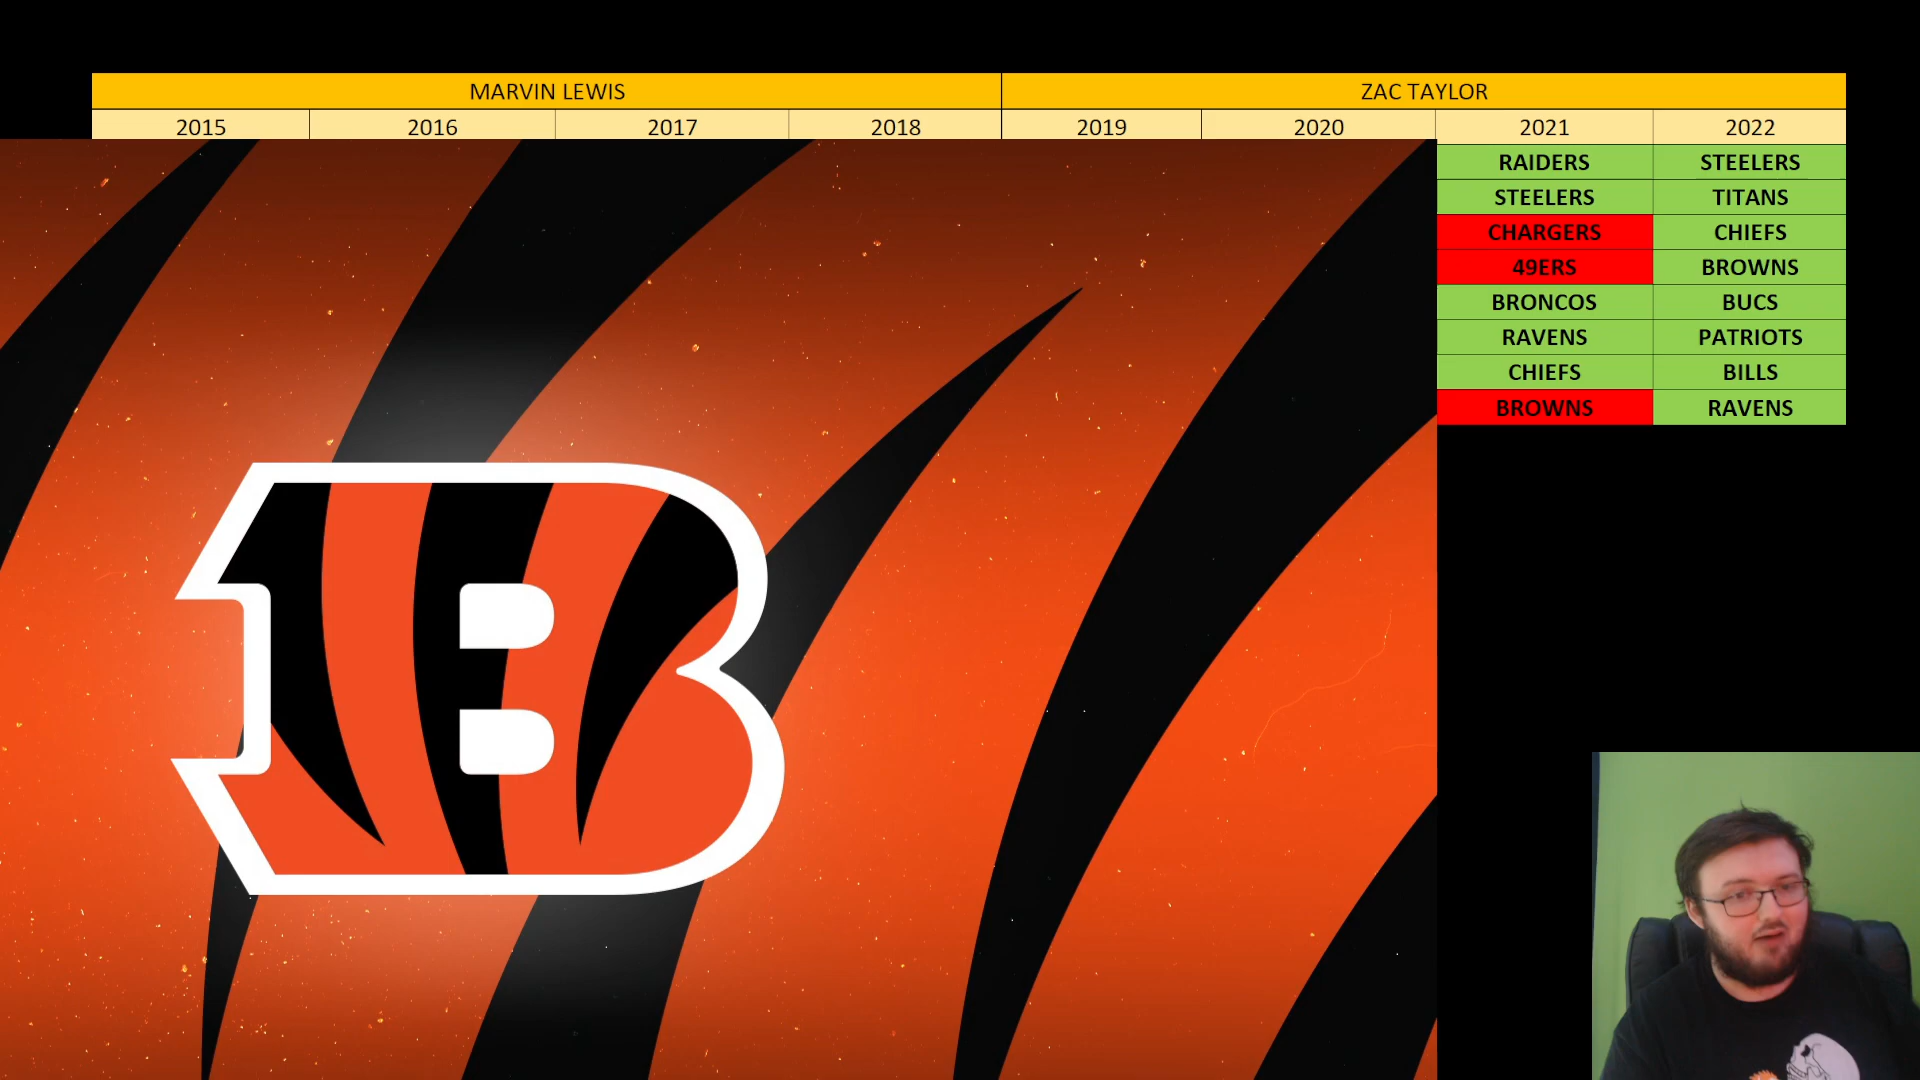 MARVIN LEWIS ZAC TAYLOR
2015 2016 2017 2018 2019 2020 2021 2022
RAIDERS STEELERS
STEELERS TITANS
CHARGERS CHIEFS
49ERS BROWNS
BRONCOS BUCS
RAVENS PATRIOTS
CHIEFS BILLS
BROWNS RAVENS
B